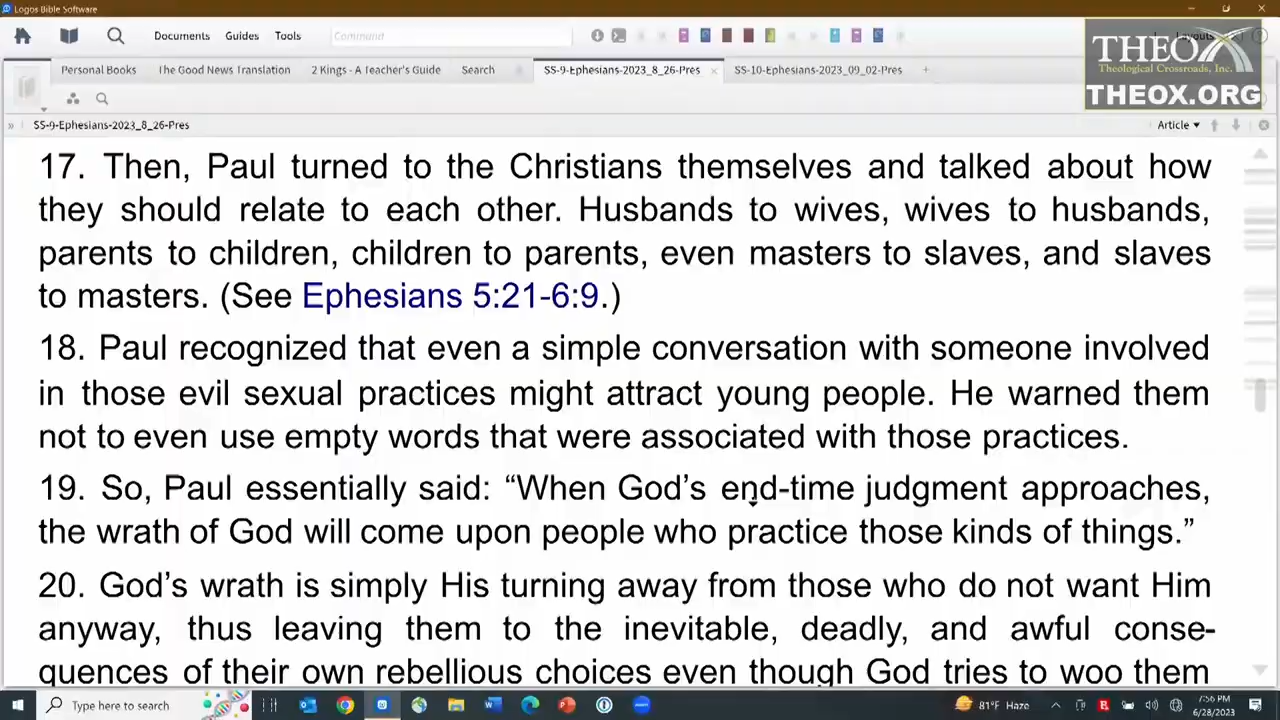 Logos Bible Software
Documents Guides Tools Command Layouts
THEOX
Theological Crossroads, Inc.
THEOX.ORG
Personal Books The Good News Translation 2 Kings - A Teacher's SS-9-Ephesians-2023_8_26-Pres SS-10-Ephesians-2023_09_02-Pres
SS-9-Ephesians-2023_8_26-Pres Article
17. Then, Paul turned to the Christians themselves and talked about how
they should relate to each other. Husbands to wives, wives to husbands,
parents to children, children to parents, even masters to slaves, and slaves
to masters. (See Ephesians 5:21-6:9.)
18. Paul recognized that even a simple conversation with someone involved
in those evil sexual practices might attract young people. He warned them
not to even use empty words that were associated with those practices.
19. So, Paul essentially said: “When God’s end-time judgment approaches,
the wrath of God will come upon people who practice those kinds of things.”
20. God’s wrath is simply His turning away from those who do not want Him
anyway, thus leaving them to the inevitable, deadly, and awful conse-
quences of their own rebellious choices even though God tries to woo them
Type here to search 81°F Haze 7:56 PM
6/28/2023